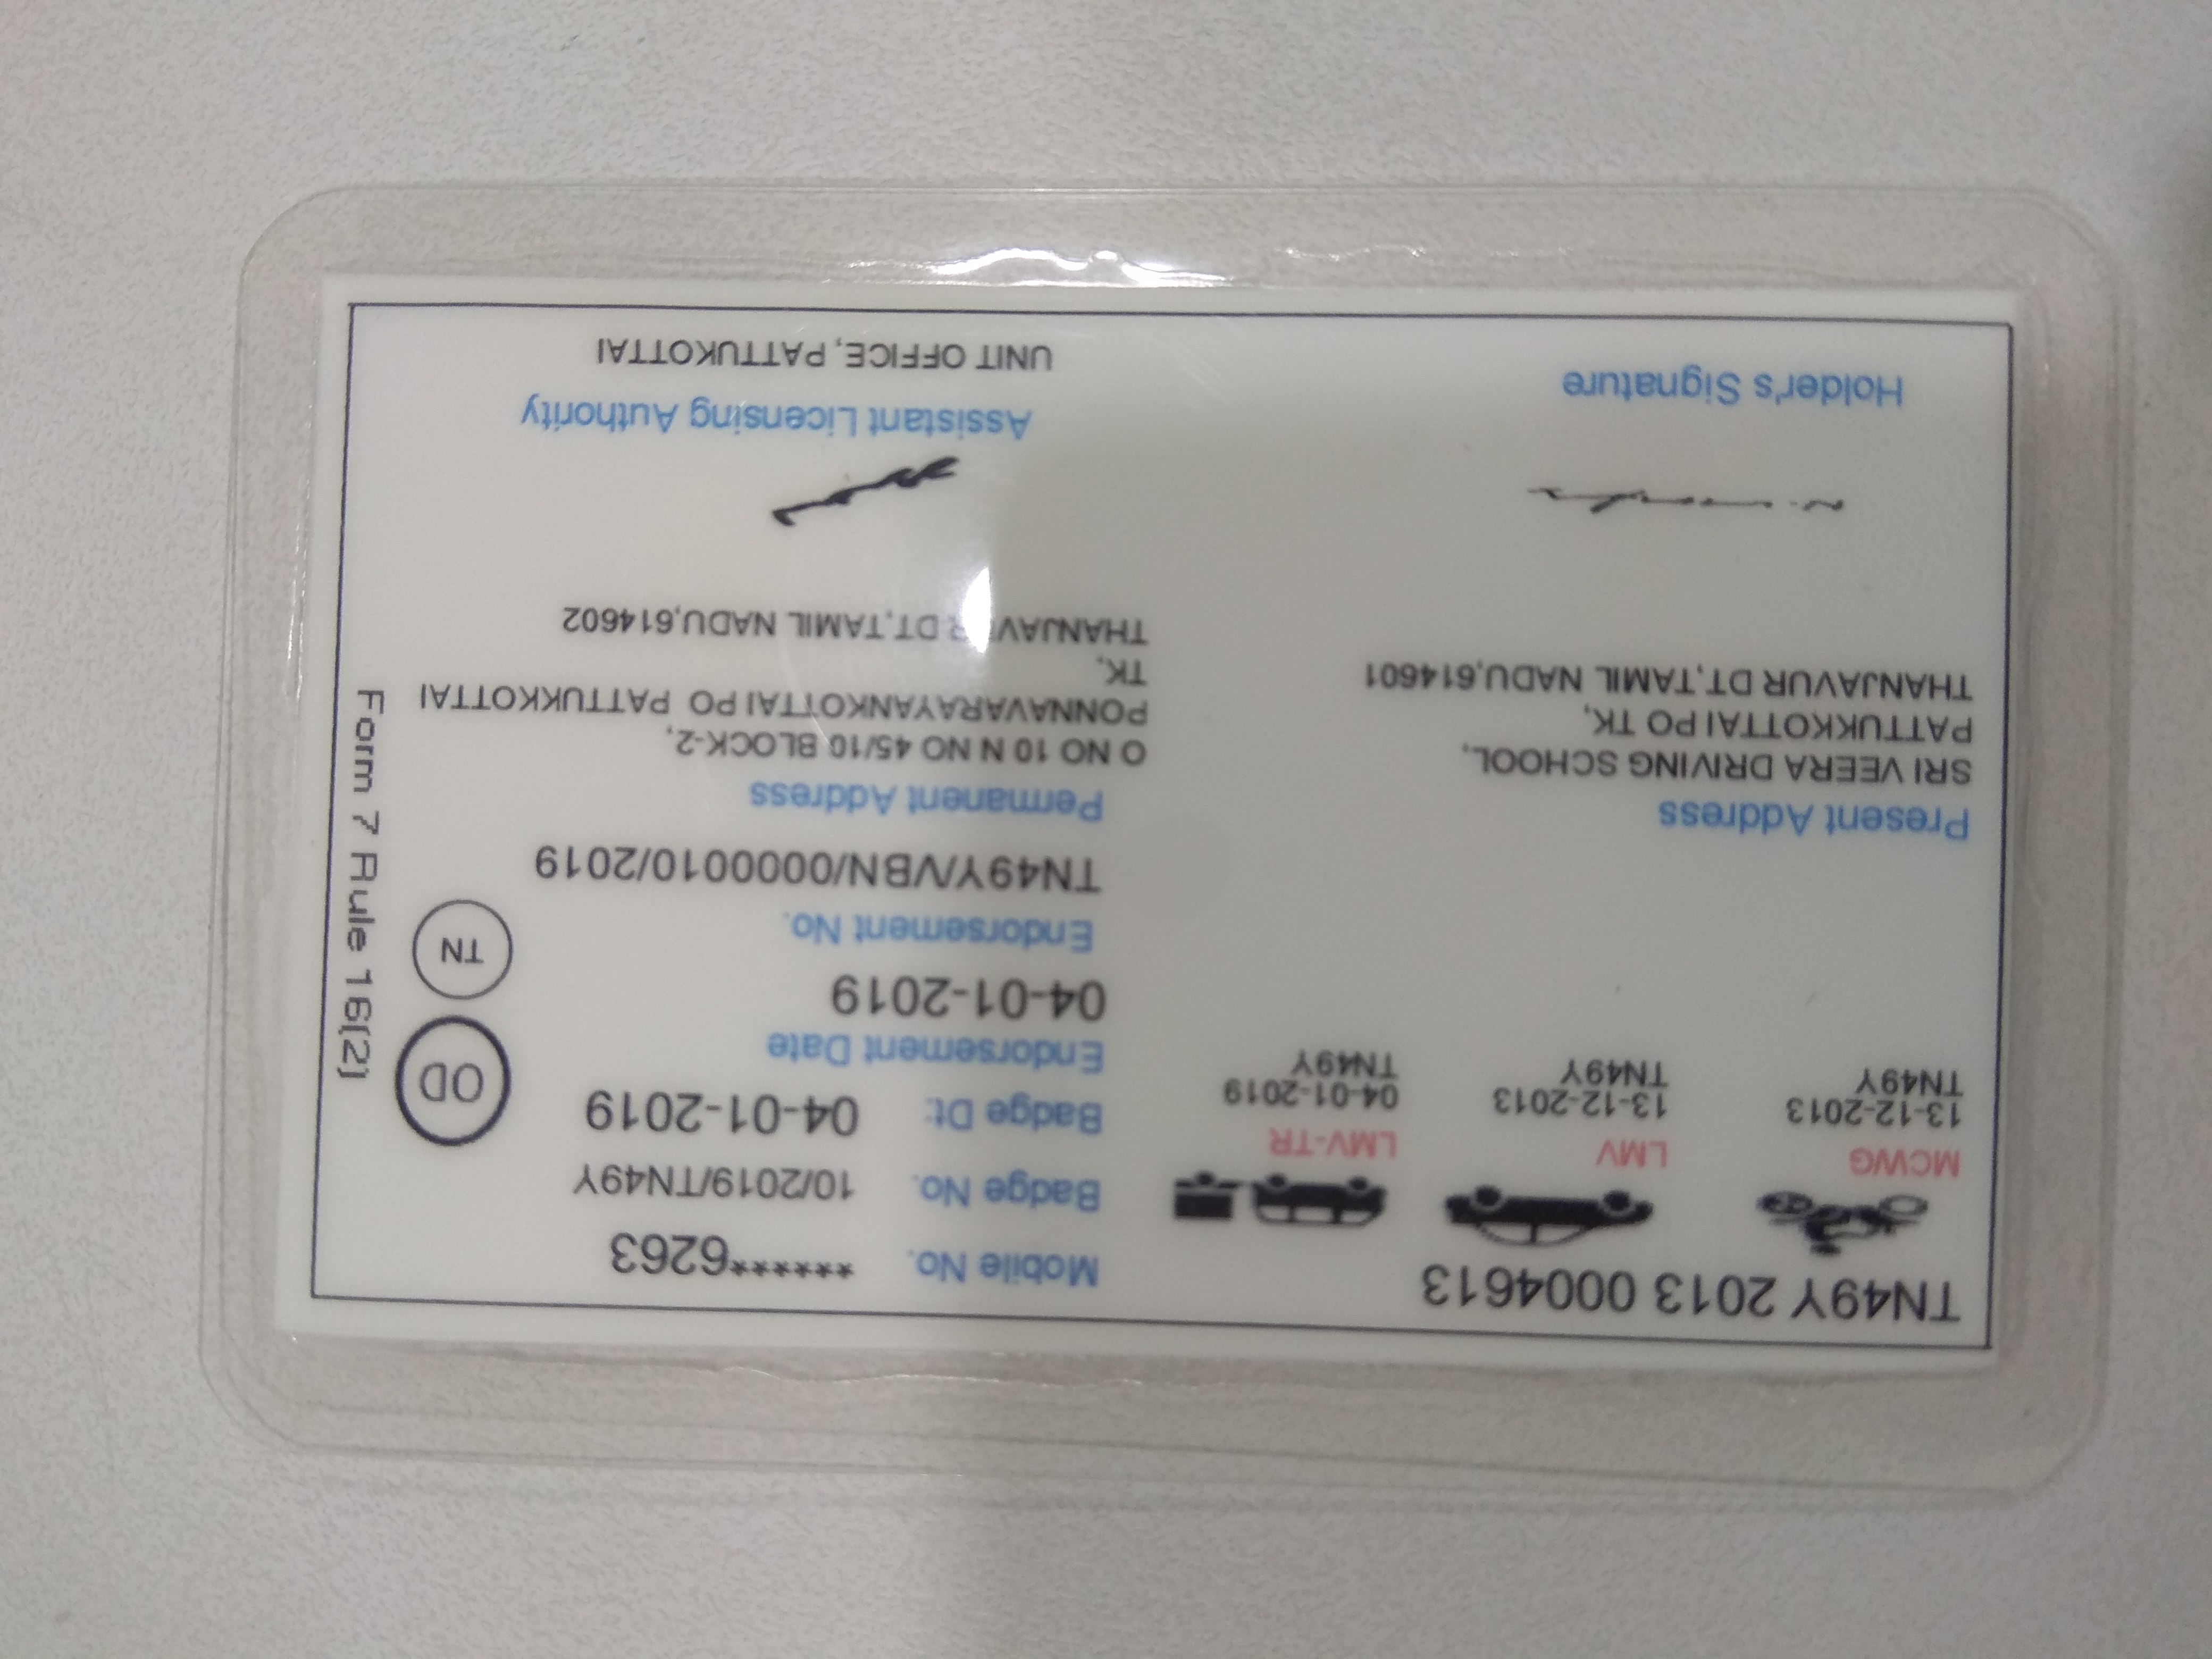 TN49Y 2013 0004613
MCWG
13-12-2013
TN49Y
LMV
13-12-2013
TN49Y
LMV-TR
04-01-2019
TN49Y
Mobile No. ******6263
Badge No. 10/2019/TN49Y
Badge Dt: 04-01-2019
Endorsement Date
04-01-2019
Endorsement No.
TN49Y/VBN/0000010/2019
OD
TN
Form 7 Rule 16(2)
Present Address
SRI VEERA DRIVING SCHOOL,
PATTUKKOTTAI PO TK,
THANJAVUR DT,TAMIL NADU,614601
Permanent Address
O NO 10 N NO 45/10 BLOCK-2,
PONNAVARAYANKOTTAI PO PATTUKKOTTAI
TK,
THANJAVUR DT,TAMIL NADU,614602
Holder's Signature
Assistant Licensing Authority
UNIT OFFICE, PATTUKOTTAI